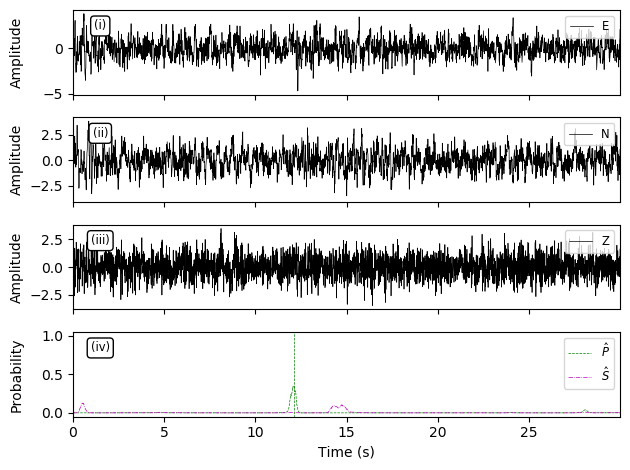 (i)
E
Amplitude
0
−5
(ii)
N
Amplitude
2.5
0.0
−2.5
(iii)
Z
Amplitude
2.5
0.0
−2.5
(iv)
P̂
Ŝ
Probability
1.0
0.5
0.0
0 5 10 15 20 25
Time (s)